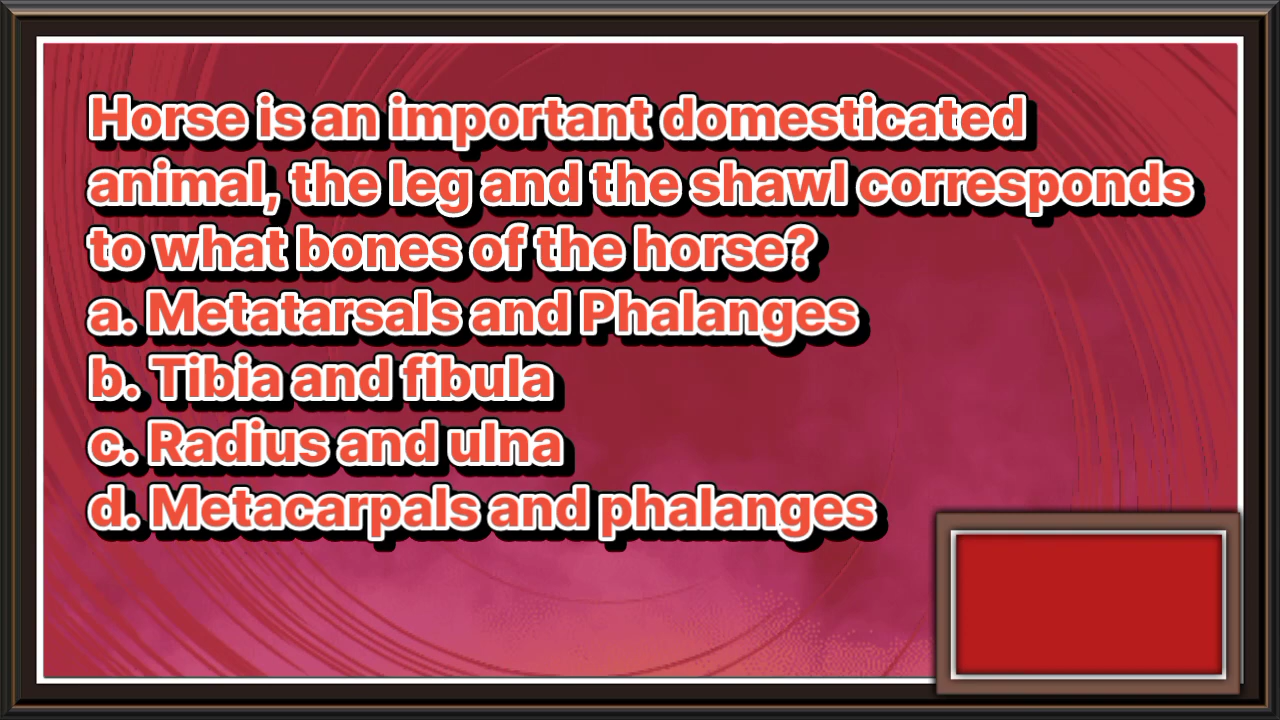 Horse is an important domesticated
animal, the leg and the shawl corresponds
to what bones of the horse?
a. Metatarsals and Phalanges
b. Tibia and fibula
c. Radius and ulna
d. Metacarpals and phalanges